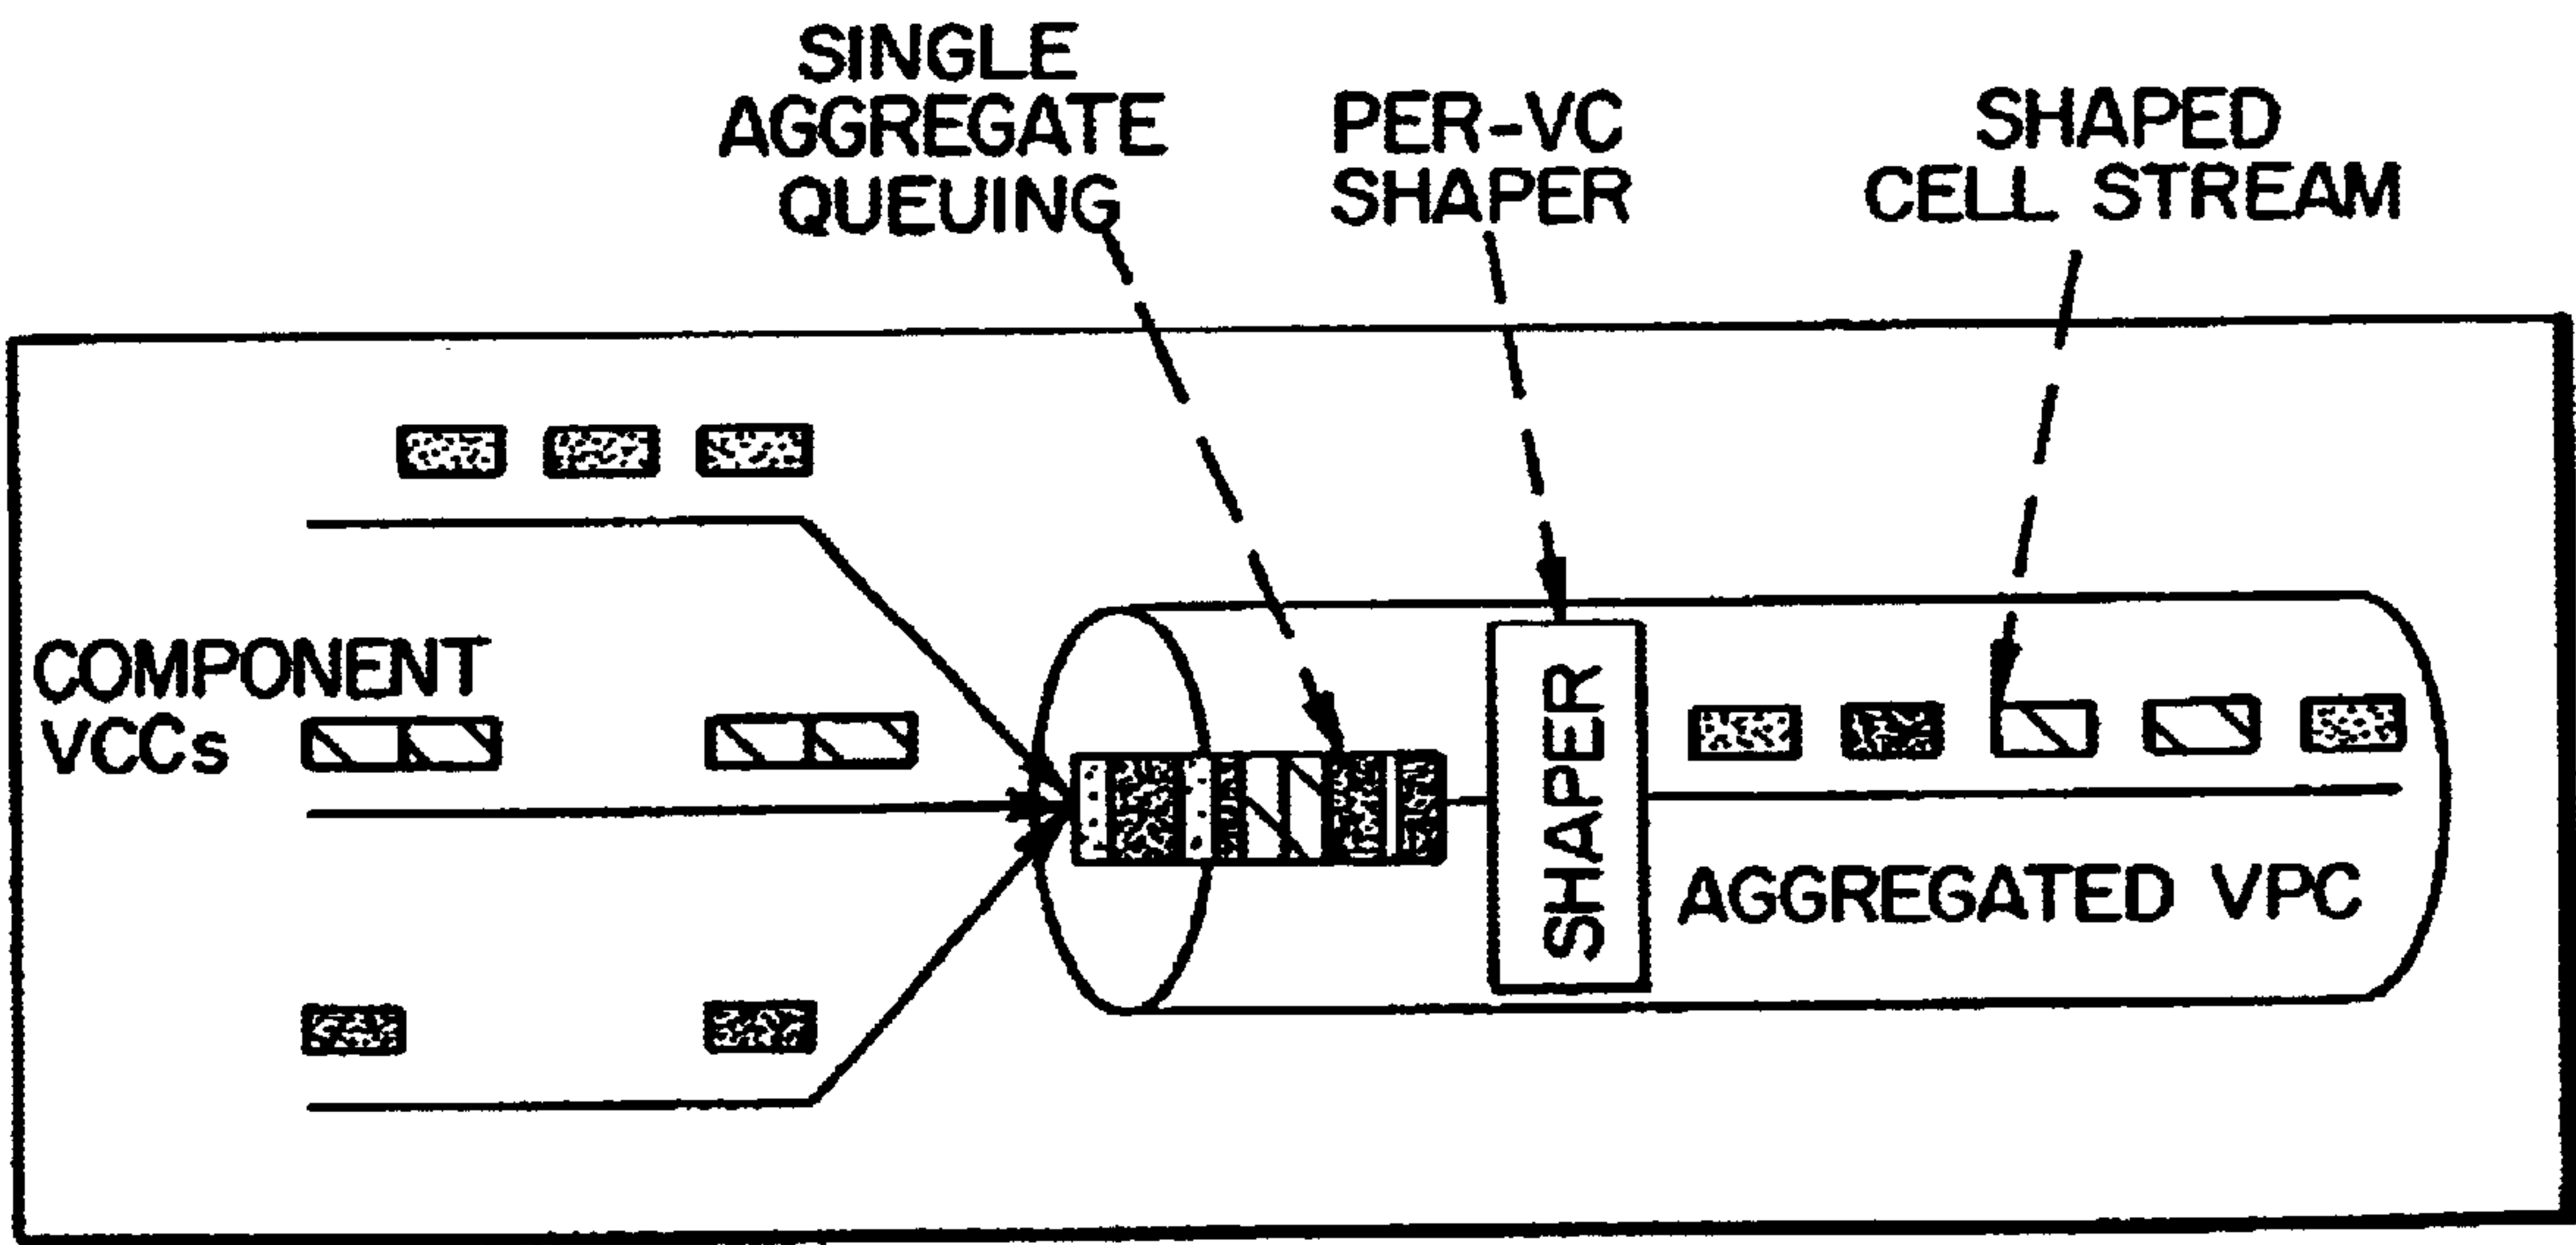 SINGLE
AGGREGATE
QUEUING
PER-VC
SHAPER
SHAPED
CELL STREAM
COMPONENT
VCCs
SHAPER
AGGREGATED VPC